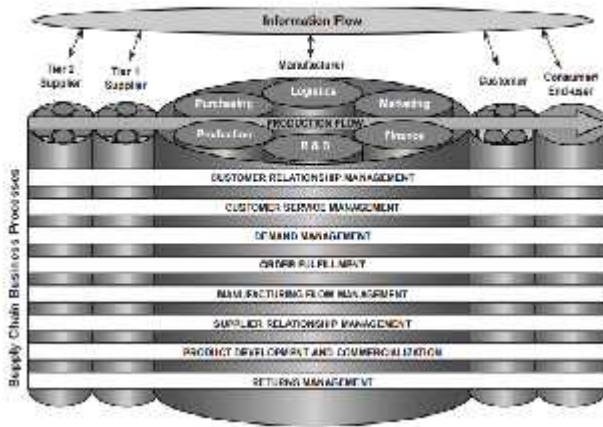 Information Flow
Tier 2
Supplier
Tier 1
Supplier
Manufacturer
Customer
Consumer/
End-user
Purchasing
Logistics
Marketing
PRODUCTION FLOW
Production
R & D
Finance
Supply Chain Business Processes
CUSTOMER RELATIONSHIP MANAGEMENT
CUSTOMER SERVICE MANAGEMENT
DEMAND MANAGEMENT
ORDER FULFILLMENT
MANUFACTURING FLOW MANAGEMENT
SUPPLIER RELATIONSHIP MANAGEMENT
PRODUCT DEVELOPMENT AND COMMERCIALIZATION
RETURNS MANAGEMENT